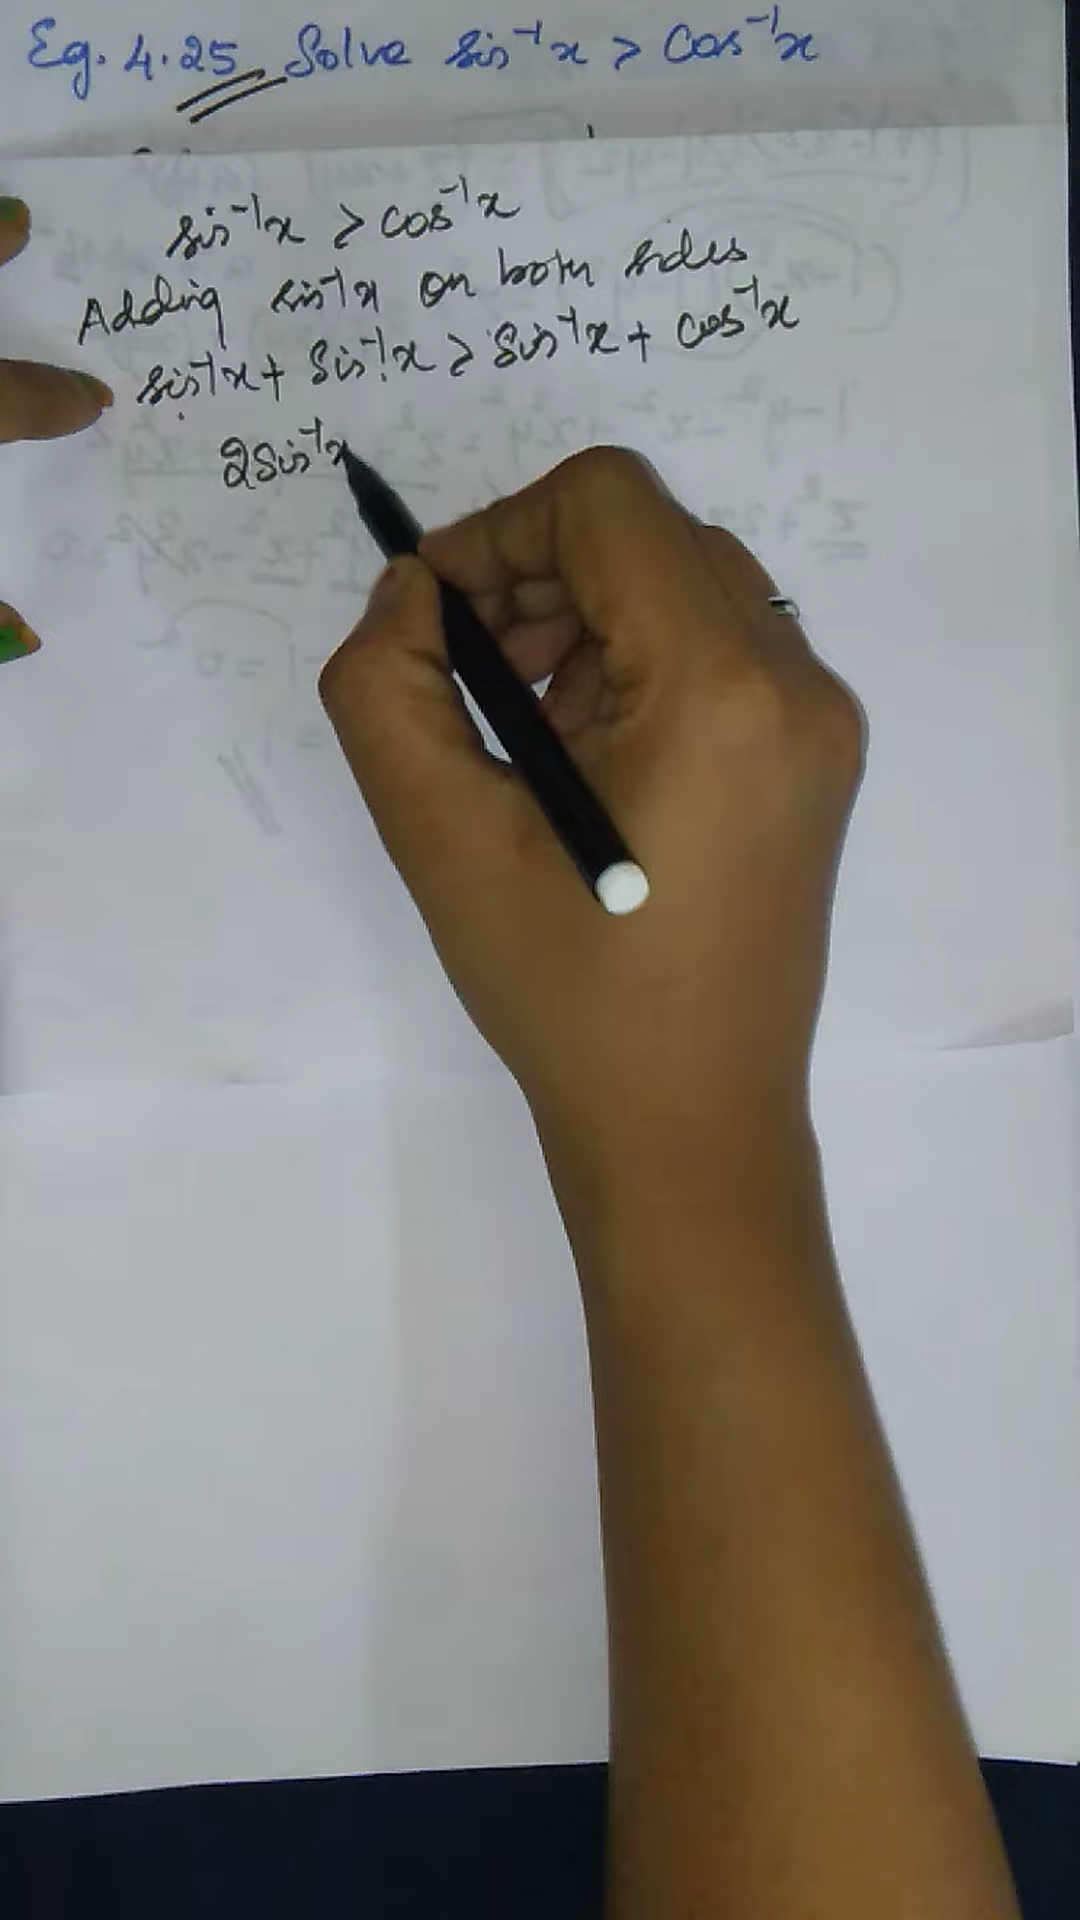 Eg. 4.25 Solve sin⁻¹x > cos⁻¹x
sin⁻¹x > cos⁻¹x
Adding sin⁻¹x on both sides
sin⁻¹x + sin⁻¹x > sin⁻¹x + cos⁻¹x
2sin⁻¹x